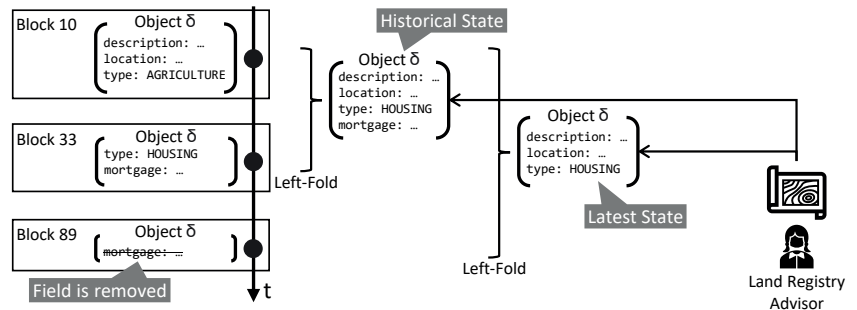 Block 10
Object δ
description: …
location: …
type: AGRICULTURE
Block 33
Object δ
type: HOUSING
mortgage: …
Block 89
Object δ
mortgage: …
Field is removed
t
Left-Fold
Historical State
Object δ
description: …
location: …
type: HOUSING
mortgage: …
Left-Fold
Object δ
description: …
location: …
type: HOUSING
Latest State
Land Registry
Advisor